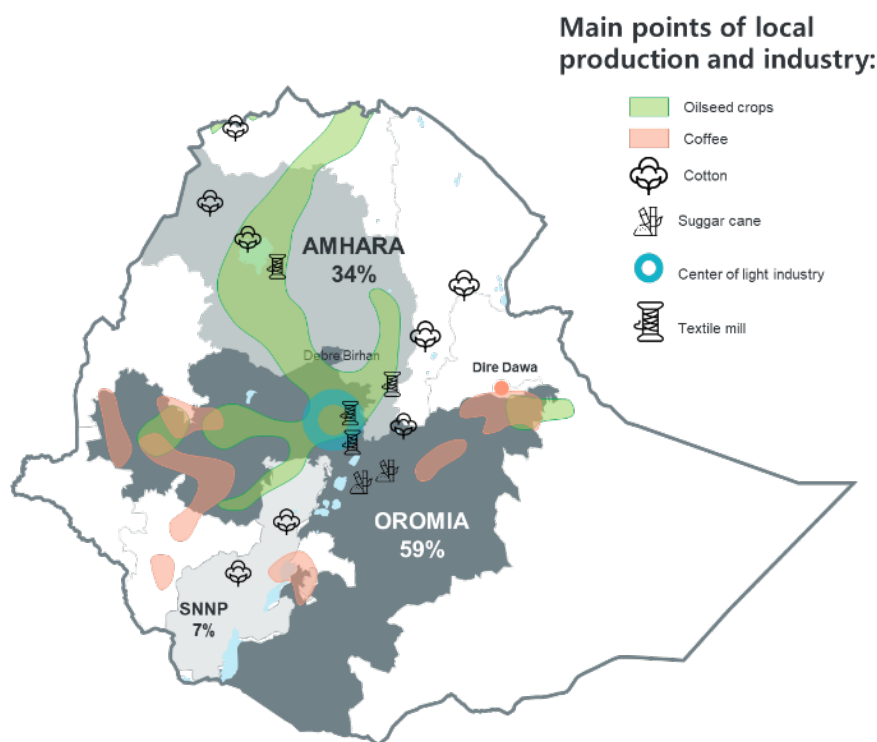 Main points of local
production and industry:
Oilseed crops
Coffee
Cotton
Suggar cane
Center of light industry
Textile mill
AMHARA
34%
Debre Birhan
Dire Dawa
OROMIA
59%
SNNP
7%